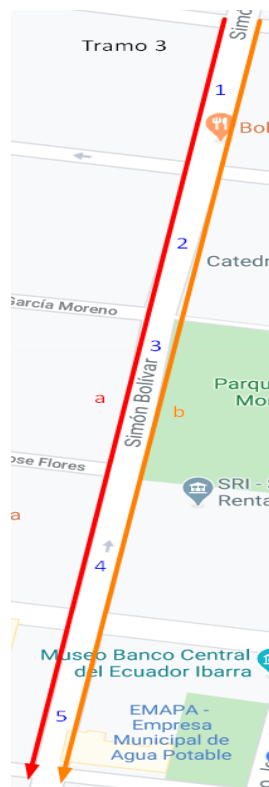 Simó
Tramo 3
1
Bol
2
Catedr
García Moreno
3
Simón Bolívar
Parqu
Mo
a
b
ose Flores
SRI - S
Renta
a
4
Museo Banco Central
del Ecuador Ibarra
5
EMAPA -
Empresa
Municipal de
Agua Potable
o. Is